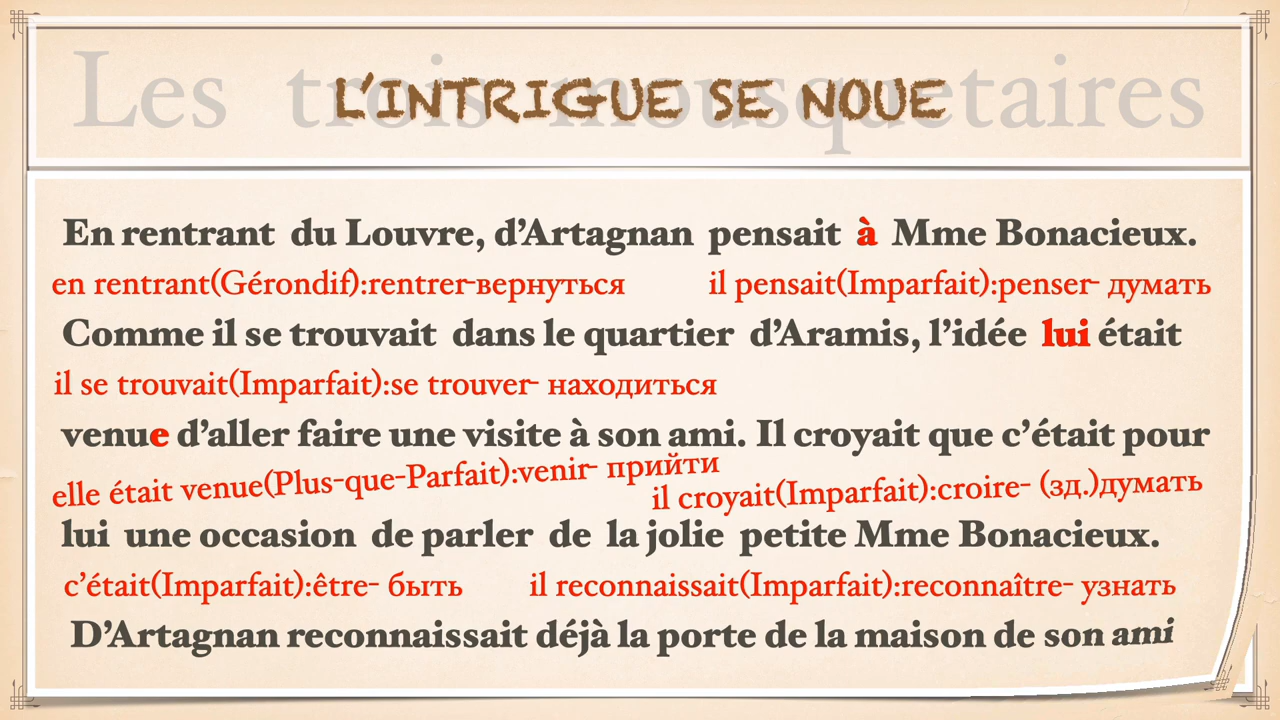 Les trois mousquetaires
L'INTRIGUE SE NOUE
En rentrant du Louvre, d'Artagnan pensait à Mme Bonacieux.
en rentrant(Gérondif):rentrer-вернуться il pensait(Imparfait):penser- думать
Comme il se trouvait dans le quartier d'Aramis, l'idée lui était
il se trouvait(Imparfait):se trouver- находиться
venue d'aller faire une visite à son ami. Il croyait que c'était pour
elle était venue(Plus-que-Parfait):venir- прийти il croyait(Imparfait):croire- (зд.)думать
lui une occasion de parler de la jolie petite Mme Bonacieux.
c'était(Imparfait):être- быть il reconnaissait(Imparfait):reconnaître- узнать
D'Artagnan reconnaissait déjà la porte de la maison de son ami